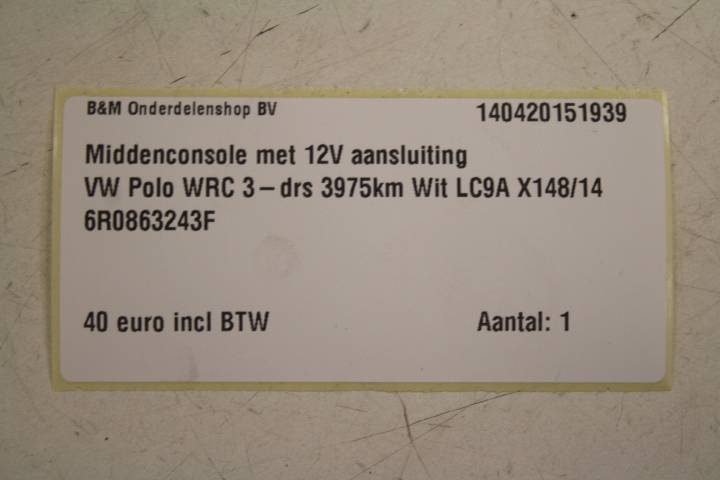 B&M Onderdelenshop BV 140420151939
Middenconsole met 12V aansluiting
VW Polo WRC 3-drs 3975km Wit LC9A X148/14
6R0863243F
40 euro incl BTW Aantal: 1